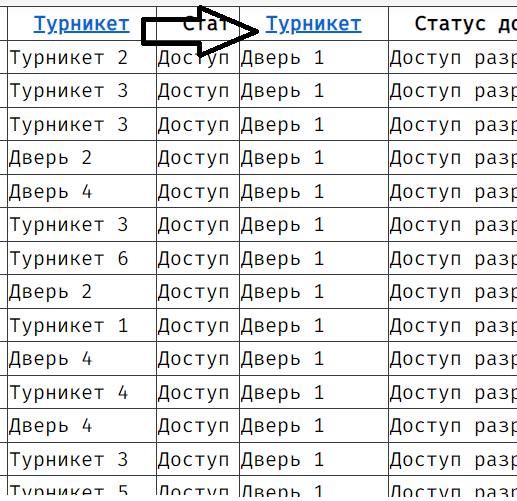 Турникет Стат Турникет Статус до
Турникет 2 Доступ Дверь 1 Доступ разр
Турникет 3 Доступ Дверь 1 Доступ разр
Турникет 3 Доступ Дверь 1 Доступ разр
Дверь 2 Доступ Дверь 1 Доступ разр
Дверь 4 Доступ Дверь 1 Доступ разр
Турникет 3 Доступ Дверь 1 Доступ разр
Турникет 6 Доступ Дверь 1 Доступ разр
Дверь 2 Доступ Дверь 1 Доступ разр
Турникет 1 Доступ Дверь 1 Доступ разр
Дверь 4 Доступ Дверь 1 Доступ разр
Турникет 4 Доступ Дверь 1 Доступ разр
Дверь 4 Доступ Дверь 1 Доступ разр
Турникет 3 Доступ Дверь 1 Доступ разр
Турникет 5 Доступ Дверь 1 Доступ разр